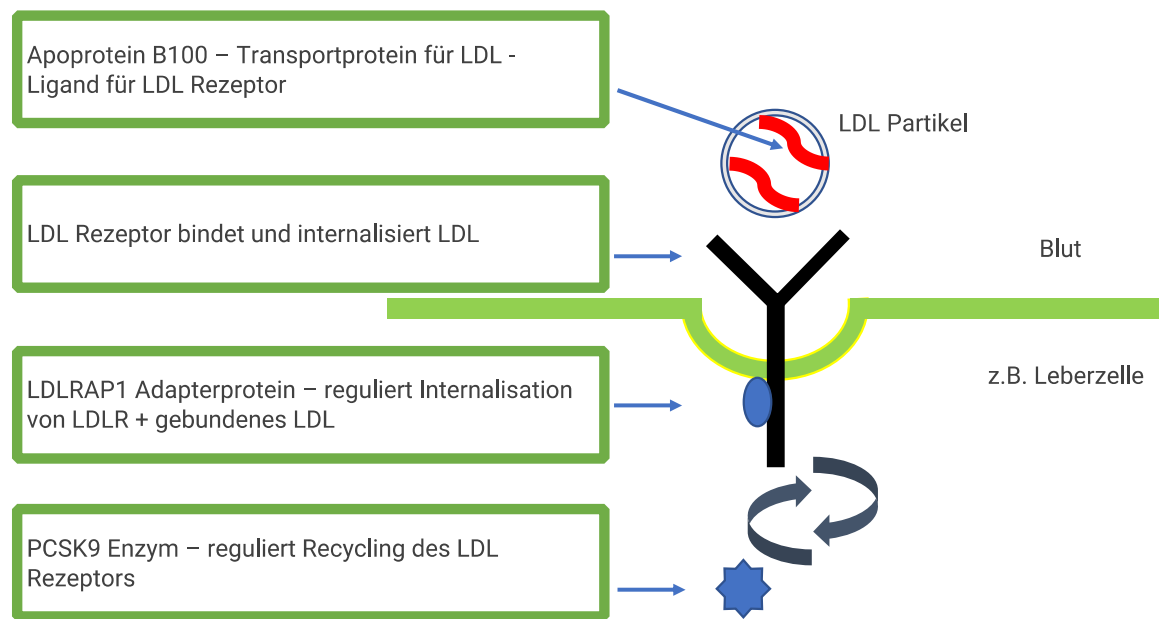 Apoprotein B100 – Transportprotein für LDL -
Ligand für LDL Rezeptor
LDL Partikel
LDL Rezeptor bindet und internalisiert LDL
Blut
LDLRAP1 Adapterprotein – reguliert Internalisation
von LDLR + gebundenes LDL
z.B. Leberzelle
PCSK9 Enzym – reguliert Recycling des LDL
Rezeptors